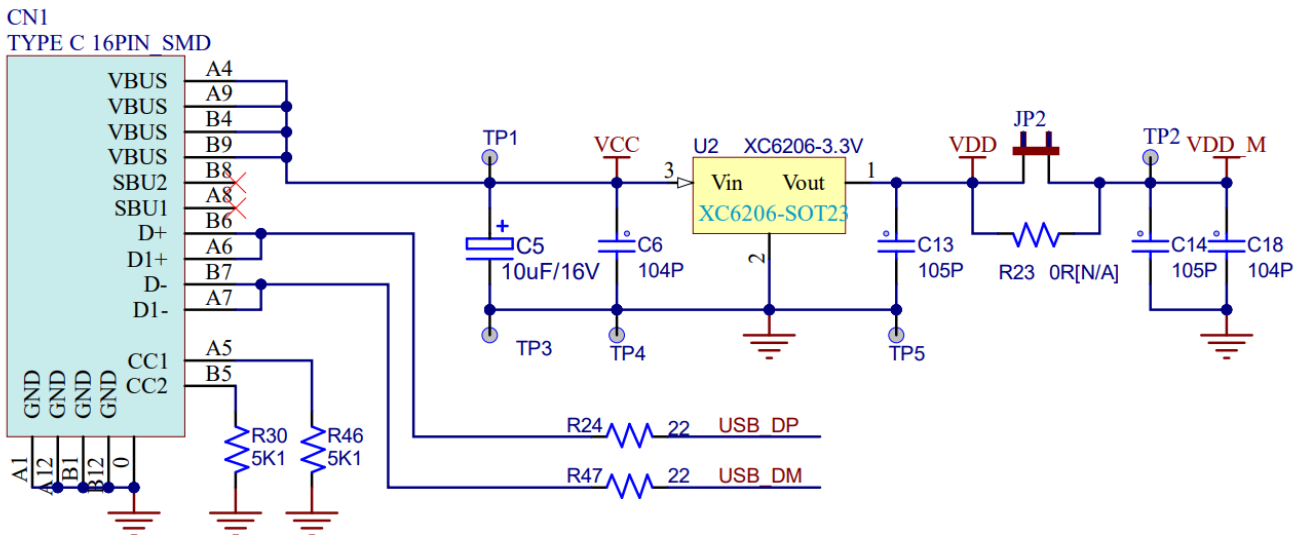 CN1
TYPE C 16PIN_SMD
VBUS A4
VBUS A9
VBUS B4
VBUS B9
SBU2 B8
SBU1 A8
D+ B6
D1+ A6
D- B7
D1- A7
CC1 A5
CC2 B5
GND GND GND GND
A1 A12 B1 B12 0
TP1
VCC
U2 XC6206-3.3V
3 Vin Vout 1
XC6206-SOT23
2
C5
10uF/16V
C6
104P
TP3
TP4
TP5
C13
105P
VDD
JP2
R23 0R[N/A]
TP2
VDD_M
C14
105P
C18
104P
R30
5K1
R46
5K1
R24 22 USB_DP
R47 22 USB_DM